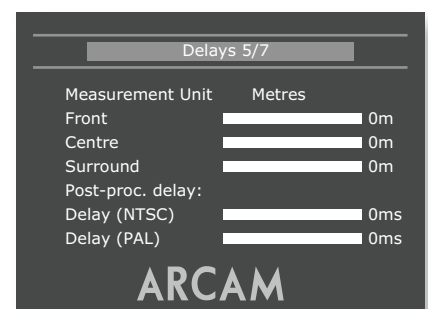 Delays 5/7
Measurement Unit Metres
Front 0m
Centre 0m
Surround 0m
Post-proc. delay:
Delay (NTSC) 0ms
Delay (PAL) 0ms
ARCAM